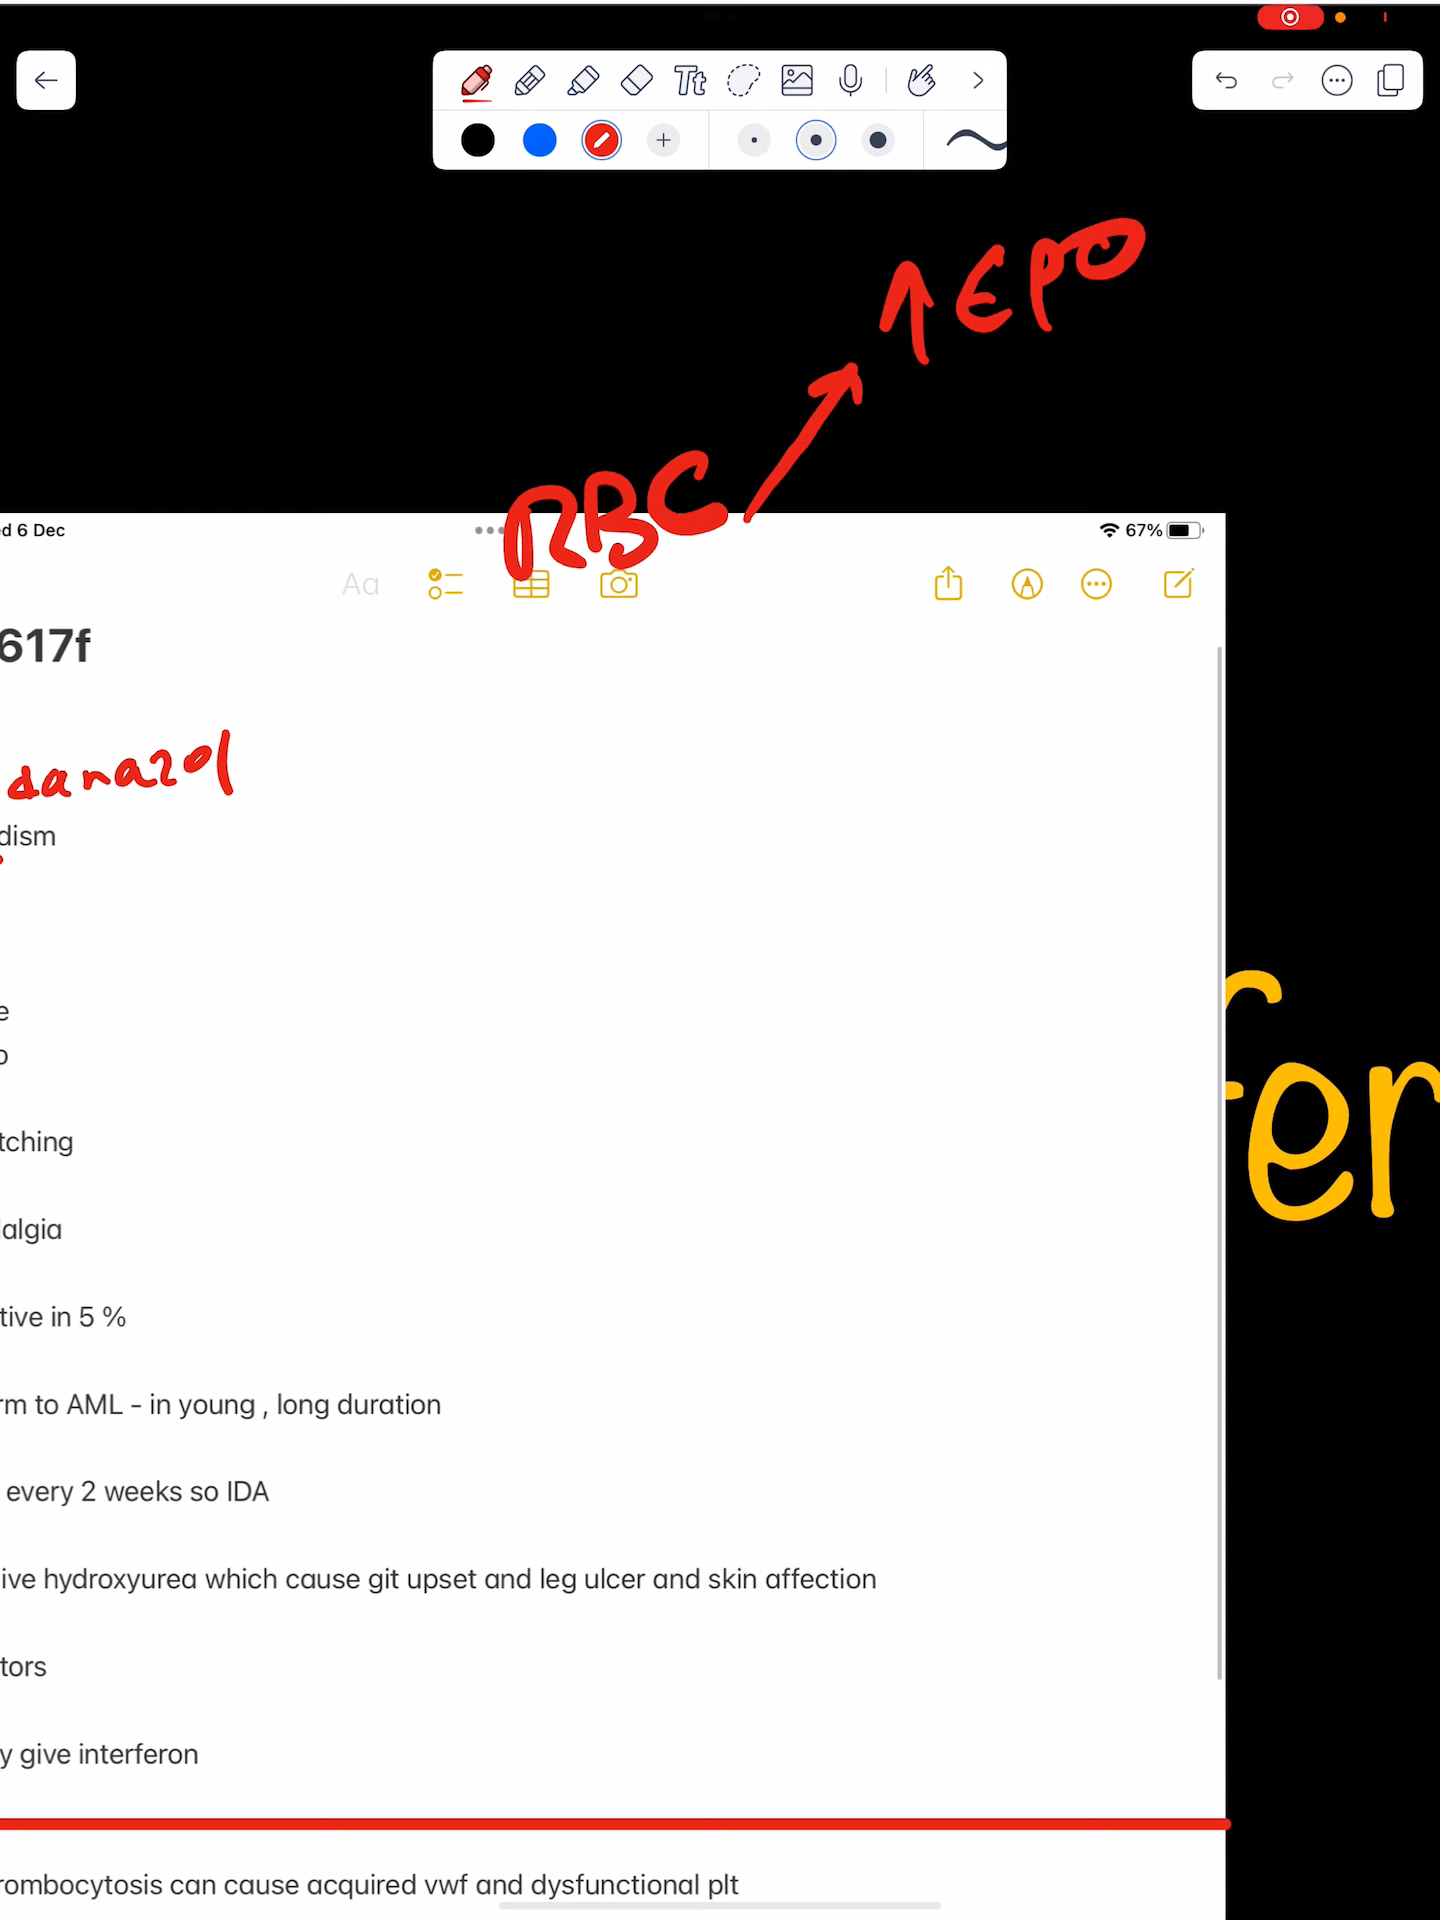 Tt
↑ EPO
RBC
d 6 Dec
67%
Aa
617f
danazol
dism
e
o
tching
algia
tive in 5 %
rm to AML - in young , long duration
every 2 weeks so IDA
ive hydroxyurea which cause git upset and leg ulcer and skin affection
tors
y give interferon
rombocytosis can cause acquired vwf and dysfunctional plt
fer